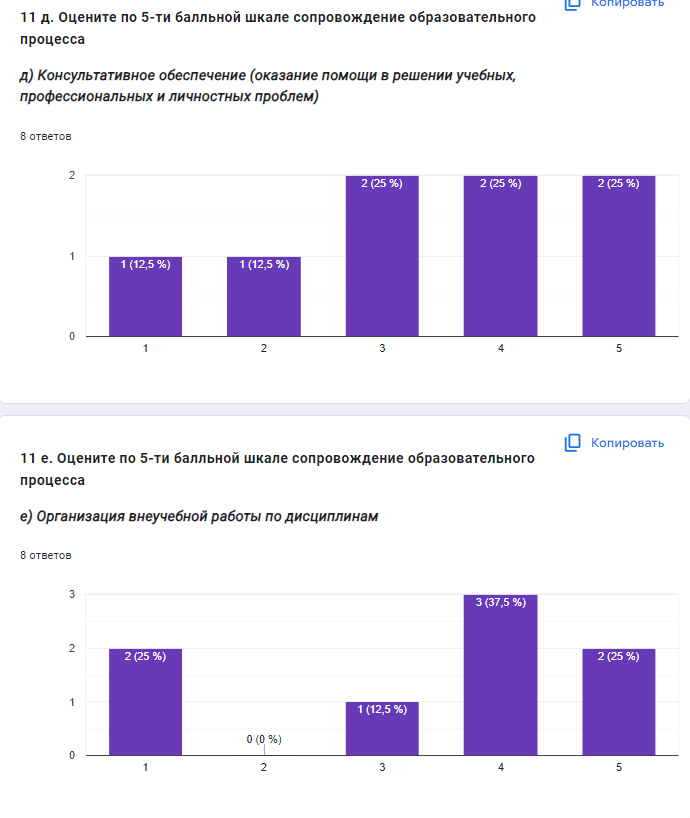 Копировать
11 д. Оцените по 5-ти балльной шкале сопровождение образовательного
процесса
д) Консультативное обеспечение (оказание помощи в решении учебных,
профессиональных и личностных проблем)
8 ответов
2
1
0
1 (12,5 %)
1 (12,5 %)
2 (25 %)
2 (25 %)
2 (25 %)
1
2
3
4
5
Копировать
11 е. Оцените по 5-ти балльной шкале сопровождение образовательного
процесса
е) Организация внеучебной работы по дисциплинам
8 ответов
3
2
1
0
2 (25 %)
0 (0 %)
1 (12,5 %)
3 (37,5 %)
2 (25 %)
1
2
3
4
5